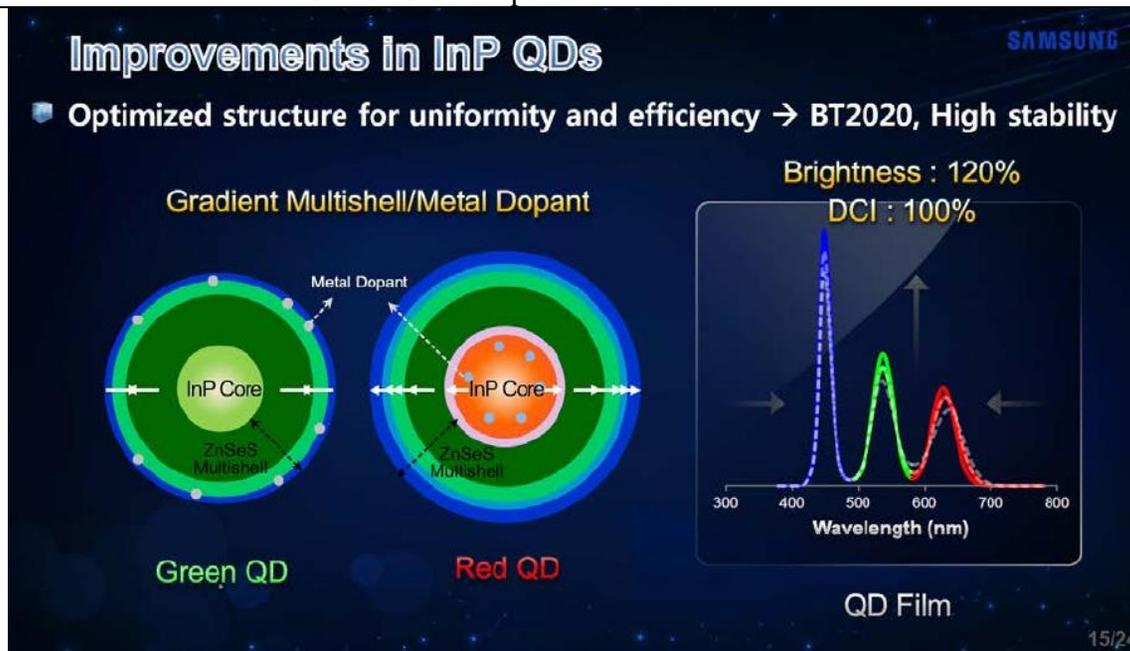 Improvements in InP QDs
SAMSUNG
Optimized structure for uniformity and efficiency → BT2020, High stability
Gradient Multishell/Metal Dopant
Brightness : 120%
DCI : 100%
Metal Dopant
InP Core
InP Core
ZnSeS
Multishell
ZnSeS
Multishell
300 400 500 600 700 800
Wavelength (nm)
Green QD
Red QD
QD Film
15/24